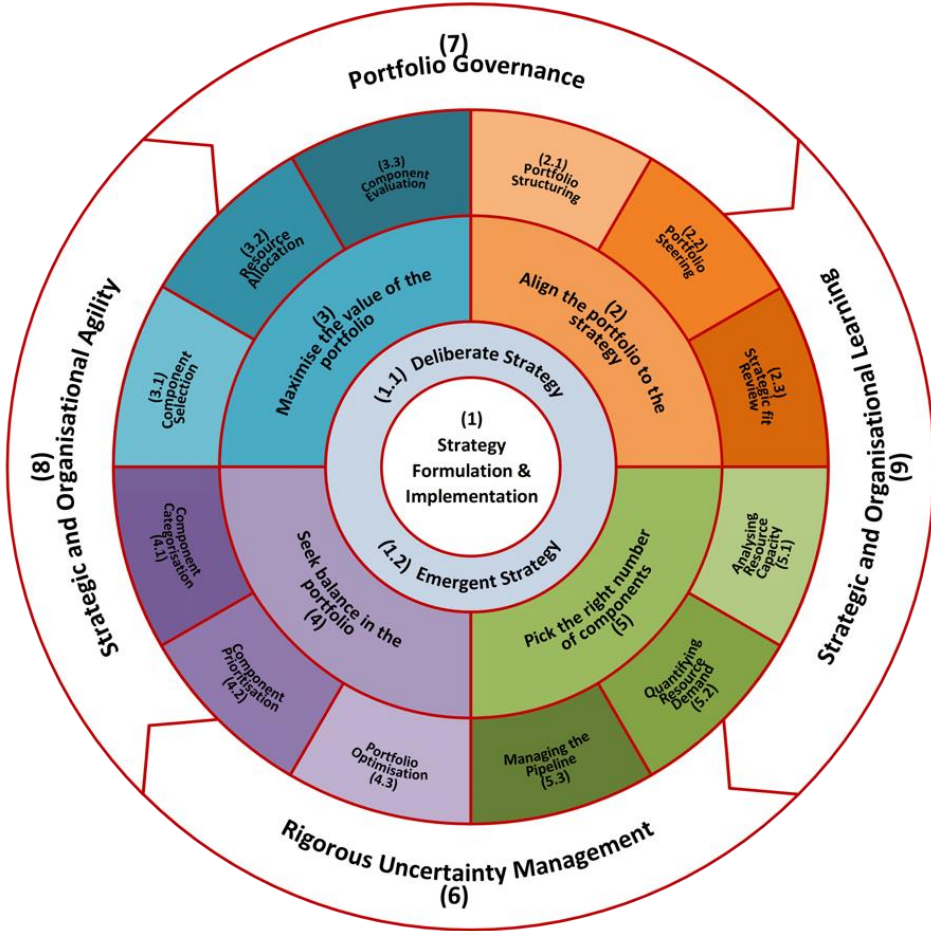 (7)
Portfolio Governance
(3.3)
Component
Evaluation
(2.1)
Portfolio
Structuring
(3.2)
Resource
Allocation
(2.2)
Portfolio
Steering
(3)
Maximise the value of the
portfolio
(2)
Align the portfolio to the
strategy
(3.1)
Component
Selection
(2.3)
Strategic fit
Review
(1.1) Deliberate Strategy
(1)
Strategy
Formulation &
Implementation
(1.2) Emergent Strategy
(8)
Strategic and Organisational Agility
Strategic and Organisational Learning
(9)
Component
Categorisation
(4.1)
Seek balance in the
portfolio
(4)
Pick the right number
of components
(5)
Analysing
Resource
Capacity
(5.1)
Component
Prioritisation
(4.2)
Quantifying
Resource
Demand
(5.2)
Portfolio
Optimisation
(4.3)
Managing the
Pipeline
(5.3)
Rigorous Uncertainty Management
(6)